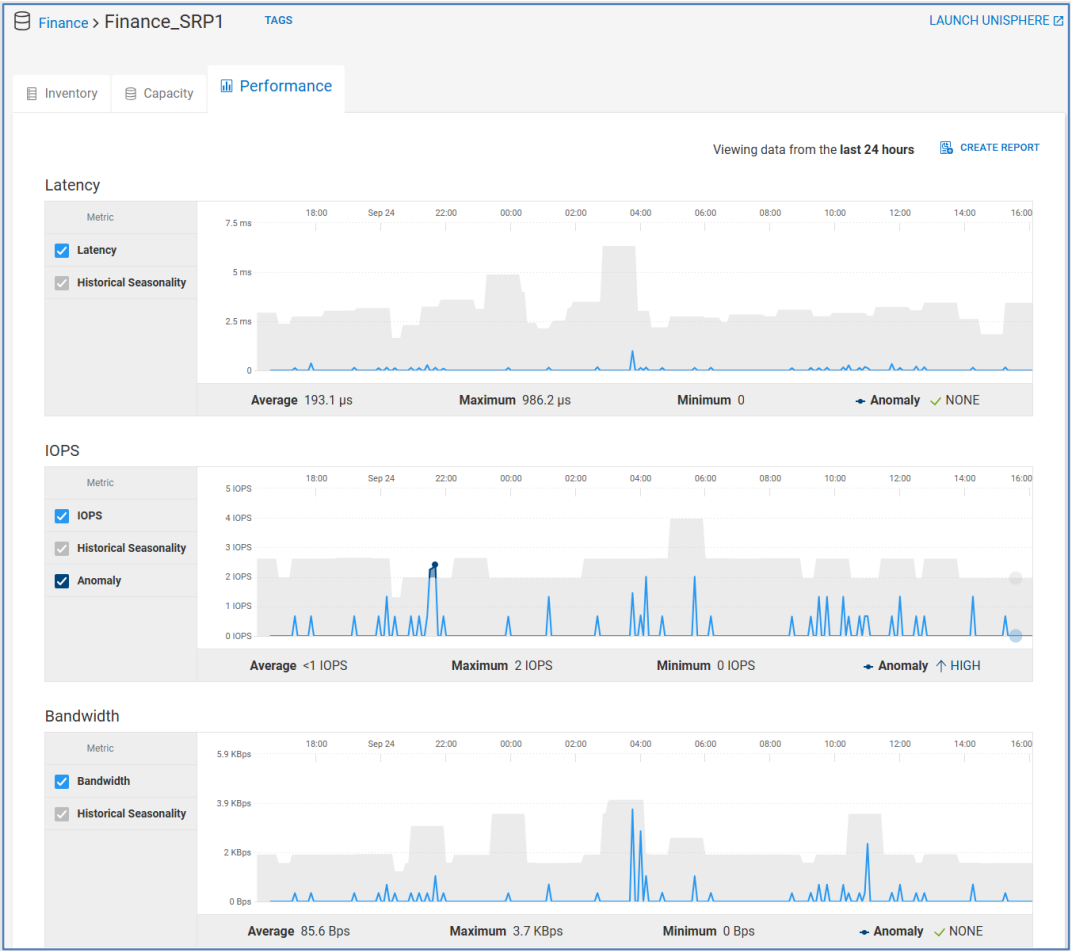 Finance > Finance_SRP1 TAGS LAUNCH UNISPHERE
Inventory Capacity Performance
Viewing data from the last 24 hours CREATE REPORT
Latency
Metric
Latency
Historical Seasonality
18:00 Sep 24 22:00 00:00 02:00 04:00 06:00 08:00 10:00 12:00 14:00 16:00
7.5 ms
5 ms
2.5 ms
0
Average 193.1 µs Maximum 986.2 µs Minimum 0 Anomaly NONE
IOPS
Metric
IOPS
Historical Seasonality
Anomaly
18:00 Sep 24 22:00 00:00 02:00 04:00 06:00 08:00 10:00 12:00 14:00 16:00
5 IOPS
4 IOPS
3 IOPS
2 IOPS
1 IOPS
0 IOPS
Average <1 IOPS Maximum 2 IOPS Minimum 0 IOPS Anomaly HIGH
Bandwidth
Metric
Bandwidth
Historical Seasonality
18:00 Sep 24 22:00 00:00 02:00 04:00 06:00 08:00 10:00 12:00 14:00 16:00
5.9 KBps
3.9 KBps
2 KBps
0 Bps
Average 85.6 Bps Maximum 3.7 KBps Minimum 0 Bps Anomaly NONE